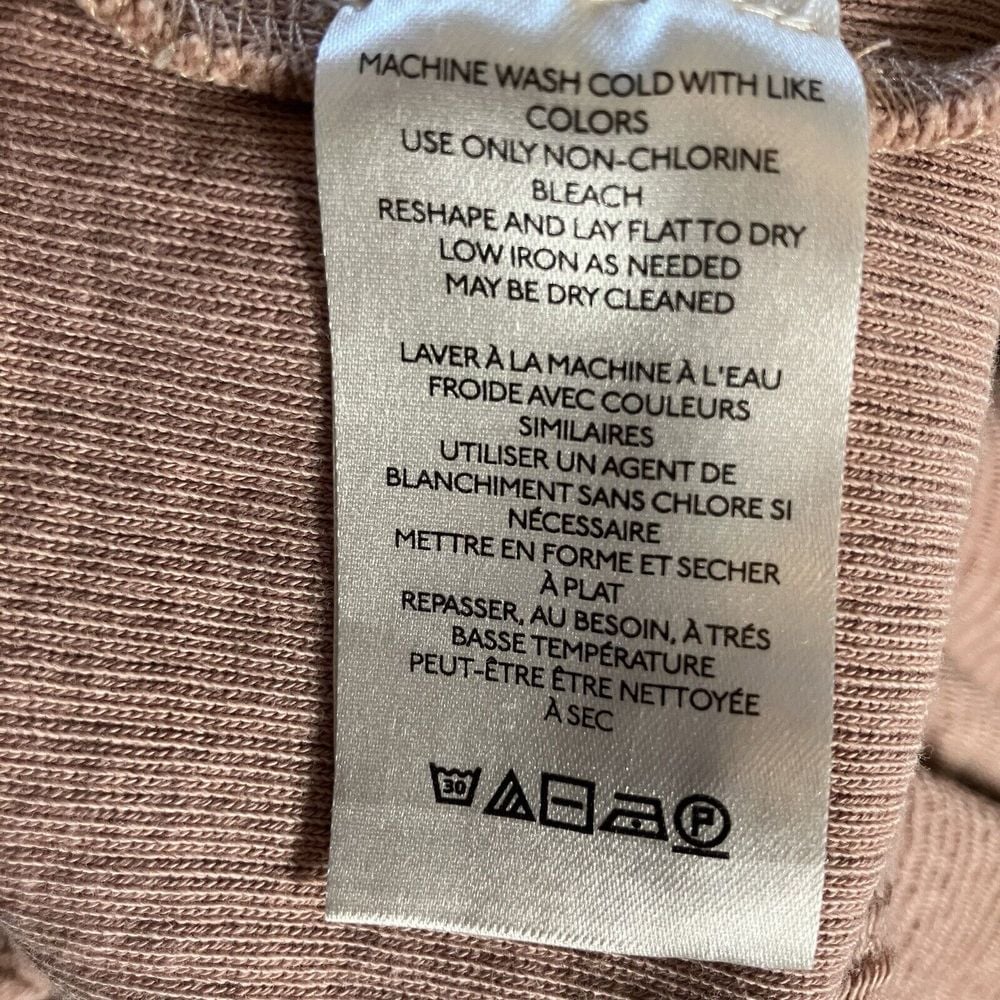 MACHINE WASH COLD WITH LIKE
COLORS
USE ONLY NON-CHLORINE
BLEACH
RESHAPE AND LAY FLAT TO DRY
LOW IRON AS NEEDED
MAY BE DRY CLEANED
LAVER À LA MACHINE À L'EAU
FROIDE AVEC COULEURS
SIMILAIRES
UTILISER UN AGENT DE
BLANCHIMENT SANS CHLORE SI
NÉCESSAIRE
METTRE EN FORME ET SECHER
À PLAT
REPASSER, AU BESOIN, À TRÉS
BASSE TEMPÉRATURE
PEUT-ÊTRE ÊTRE NETTOYÉE
À SEC
30 P